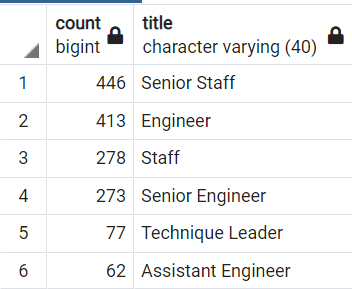 count title
bigint character varying (40)
1 446 Senior Staff
2 413 Engineer
3 278 Staff
4 273 Senior Engineer
5 77 Technique Leader
6 62 Assistant Engineer